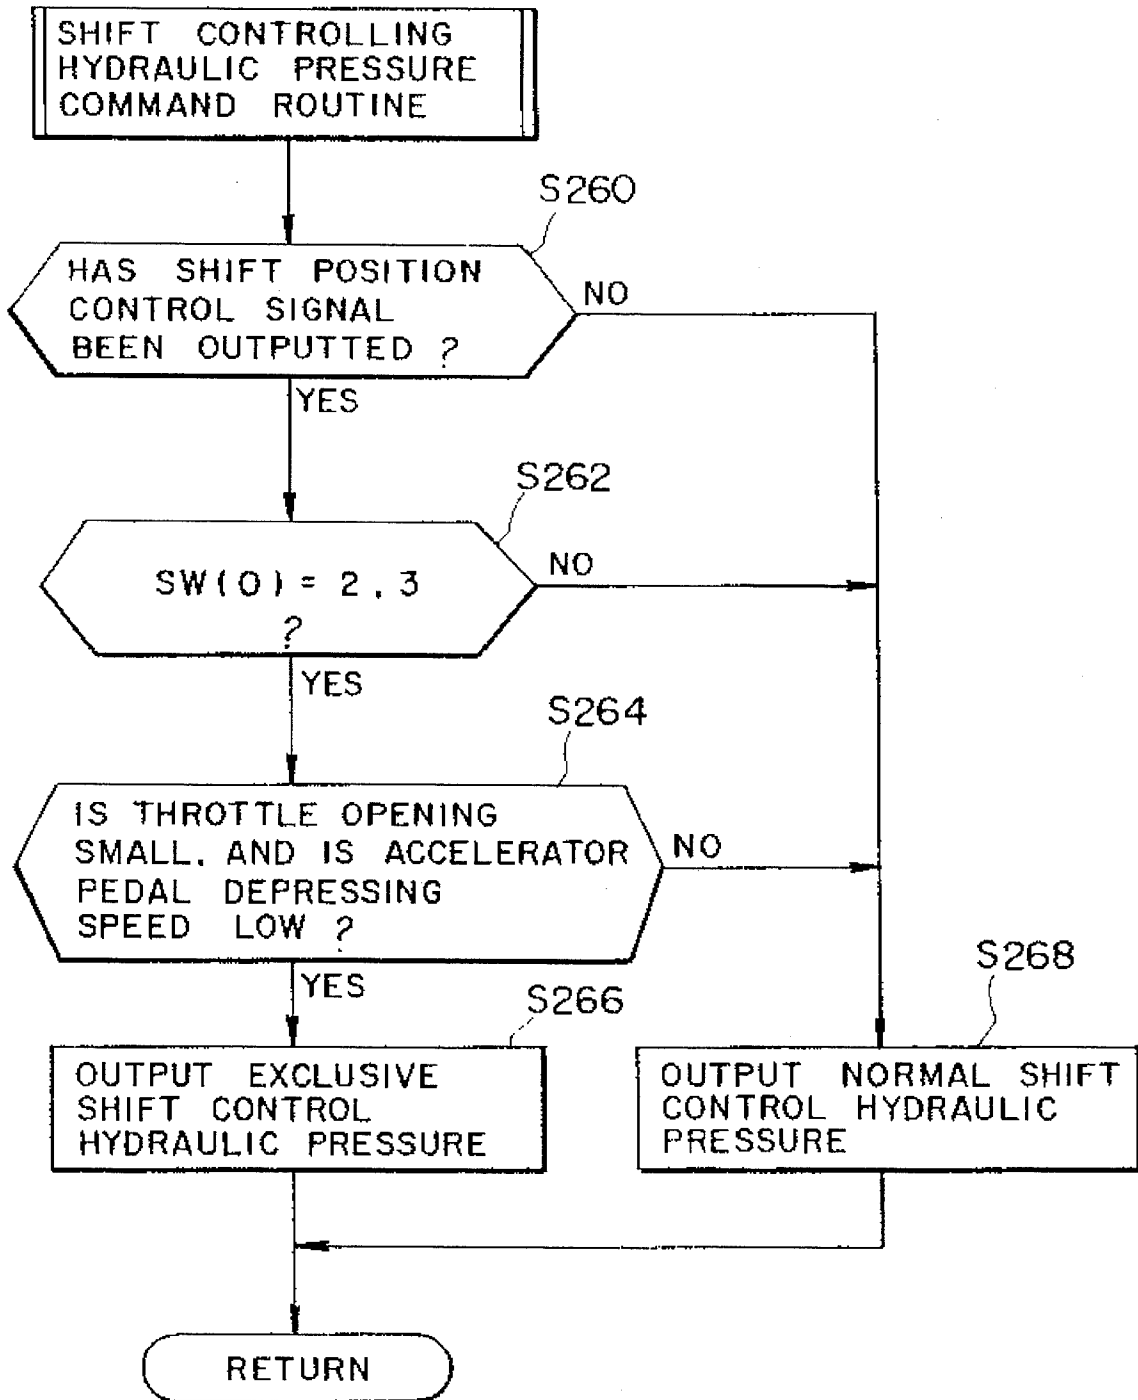 SHIFT CONTROLLING
HYDRAULIC PRESSURE
COMMAND ROUTINE
S260
HAS SHIFT POSITION
CONTROL SIGNAL
BEEN OUTPUTTED ?
NO
YES
S262
SW(0) = 2, 3
?
NO
YES
S264
IS THROTTLE OPENING
SMALL, AND IS ACCELERATOR
PEDAL DEPRESSING
SPEED LOW ?
NO
YES
S266
OUTPUT EXCLUSIVE
SHIFT CONTROL
HYDRAULIC PRESSURE
S268
OUTPUT NORMAL SHIFT
CONTROL HYDRAULIC
PRESSURE
RETURN